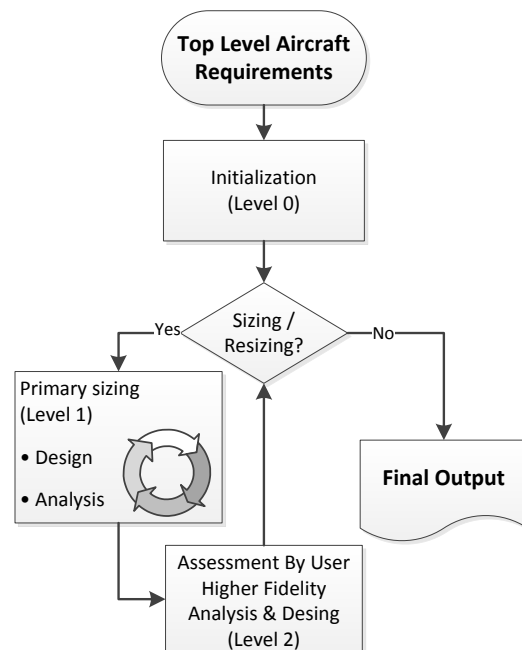 Top Level Aircraft
Requirements
Initialization
(Level 0)
Sizing /
Resizing?
Yes
No
Primary sizing
(Level 1)
• Design
• Analysis
Final Output
Assessment By User
Higher Fidelity
Analysis & Desing
(Level 2)